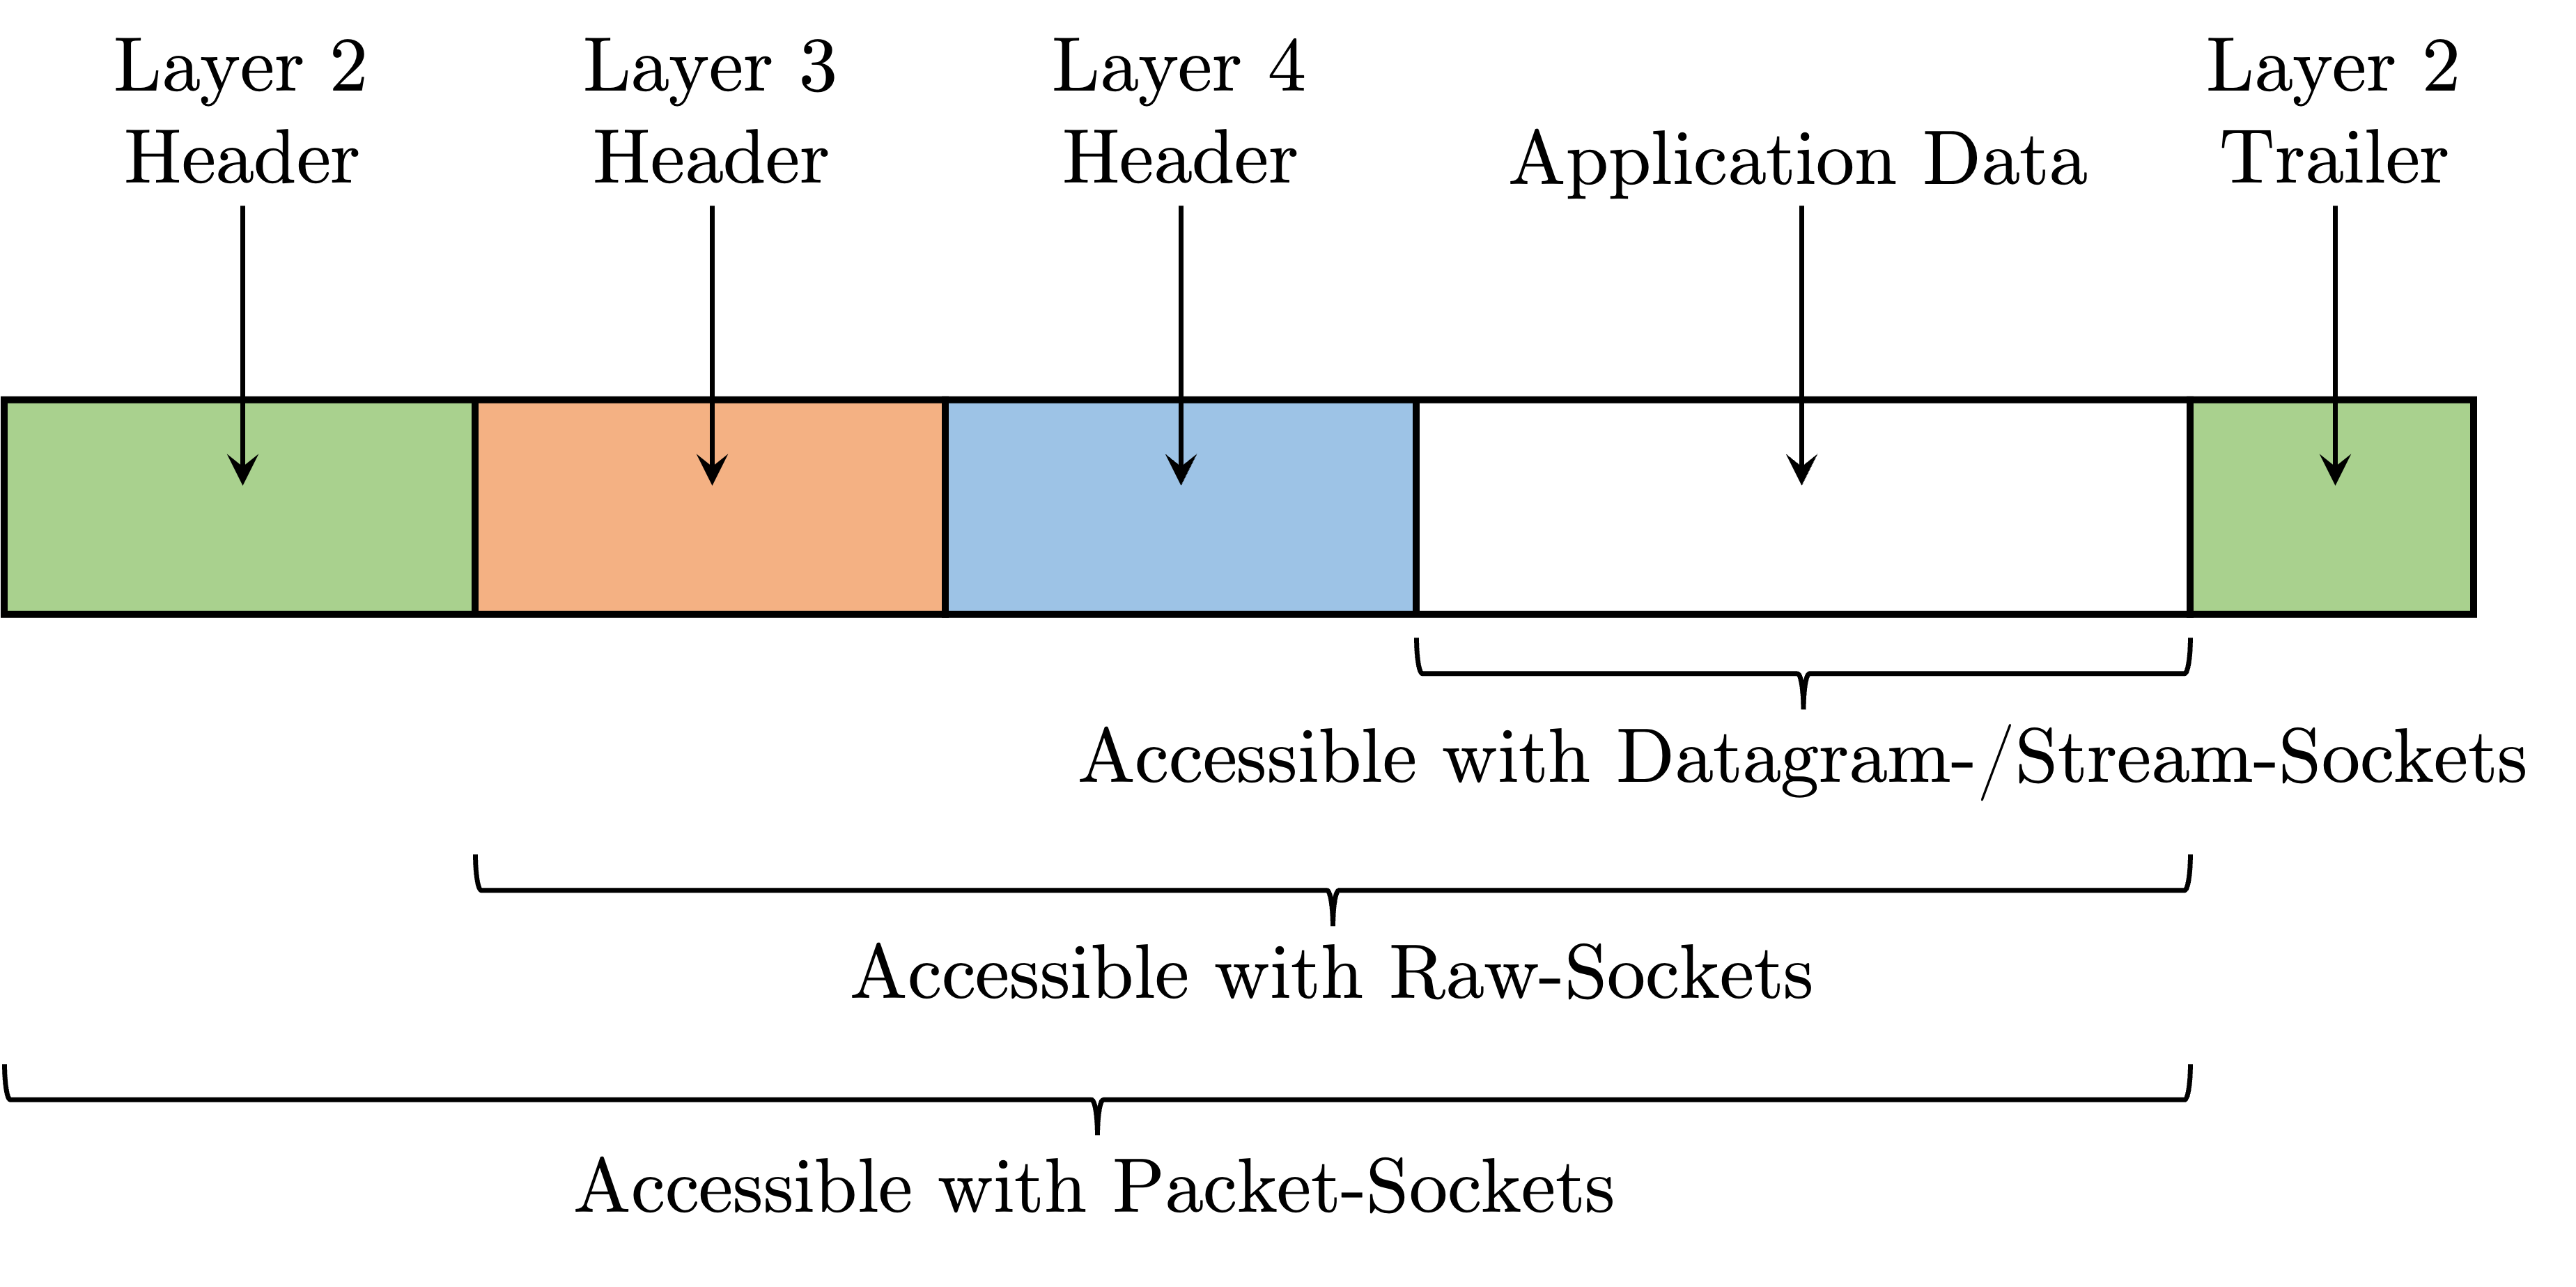 Layer 2
Header
Layer 3
Header
Layer 4
Header
Application Data
Layer 2
Trailer
Accessible with Datagram-/Stream-Sockets
Accessible with Raw-Sockets
Accessible with Packet-Sockets